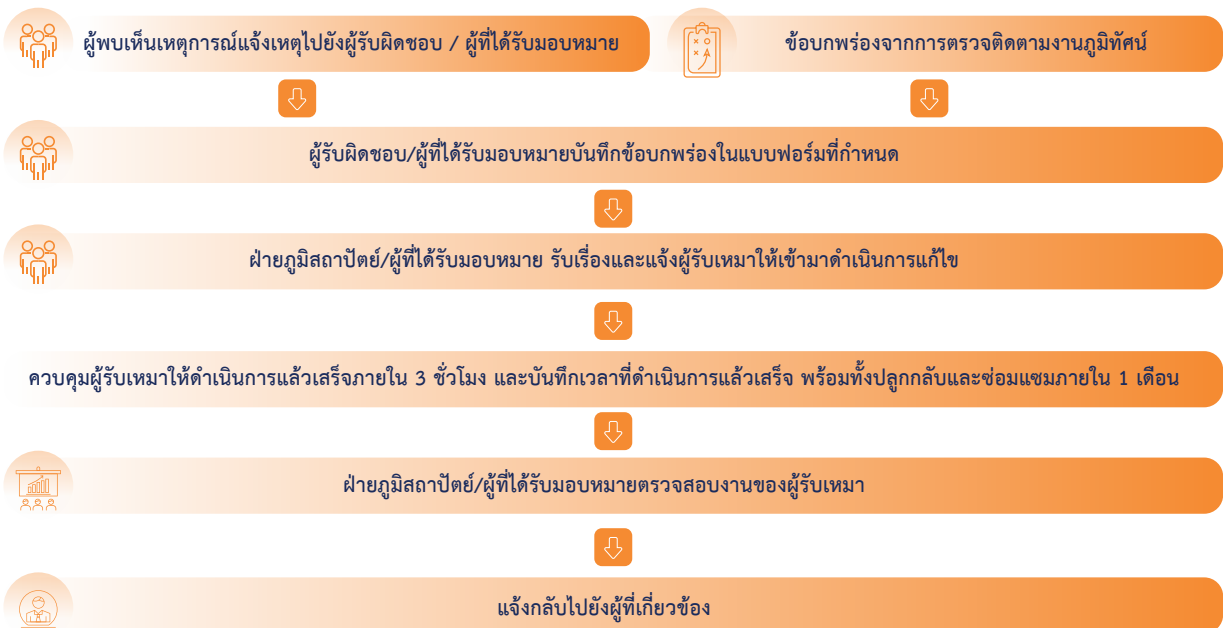 ผู้พบเห็นเหตุการณ์แจ้งเหตุไปยังผู้รับผิดชอบ / ผู้ที่ได้รับมอบหมาย
ข้อบกพร่องจากการตรวจติดตามงานภูมิทัศน์
ผู้รับผิดชอบ/ผู้ที่ได้รับมอบหมายบันทึกข้อบกพร่องในแบบฟอร์มที่กำหนด
ฝ่ายภูมิสถาปัตย์/ผู้ที่ได้รับมอบหมาย รับเรื่องและแจ้งผู้รับเหมาให้เข้ามาดำเนินการแก้ไข
ควบคุมผู้รับเหมาให้ดำเนินการแล้วเสร็จภายใน 3 ชั่วโมง และบันทึกเวลาที่ดำเนินการแล้วเสร็จ พร้อมทั้งปลูกกลับและซ่อมแซมภายใน 1 เดือน
ฝ่ายภูมิสถาปัตย์/ผู้ที่ได้รับมอบหมายตรวจสอบงานของผู้รับเหมา
แจ้งกลับไปยังผู้ที่เกี่ยวข้อง